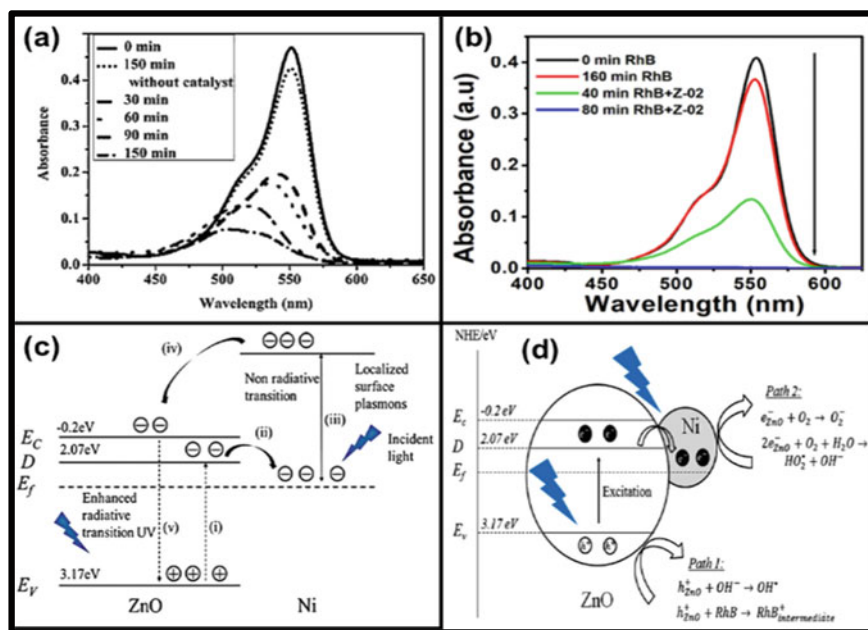 (a)
0 min
150 min
without catalyst
30 min
60 min
90 min
150 min
Absorbance
0.4
0.3
0.2
0.1
0.0
400 450 500 550 600 650
Wavelength (nm)
(b)
0 min RhB
160 min RhB
40 min RhB+Z-02
80 min RhB+Z-02
Absorbance (a.u)
0.4
0.3
0.2
0.1
0.0
400 450 500 550 600
Wavelength (nm)
(c)
(iv)
Non radiative
transition
Localized
surface
plasmons
(iii)
Incident
light
-0.2eV
E_C
2.07eV
D
(ii)
E_f
Enhanced
radiative
transition UV
(v)
(i)
3.17eV
E_V
ZnO
Ni
(d)
NHE/eV
E_c
-0.2 eV
D
2.07 eV
E_f
E_v
3.17 eV
Excitation
h⁺ h⁺
ZnO
Ni
Path 2:
e⁻_ZnO + O₂ → O₂⁻
2e⁻_ZnO + O₂ + H₂O →
HO₂• + OH⁻
Path 1:
h⁺_ZnO + OH⁻ → OH•
h⁺_ZnO + RhB → RhB⁺_intermediate